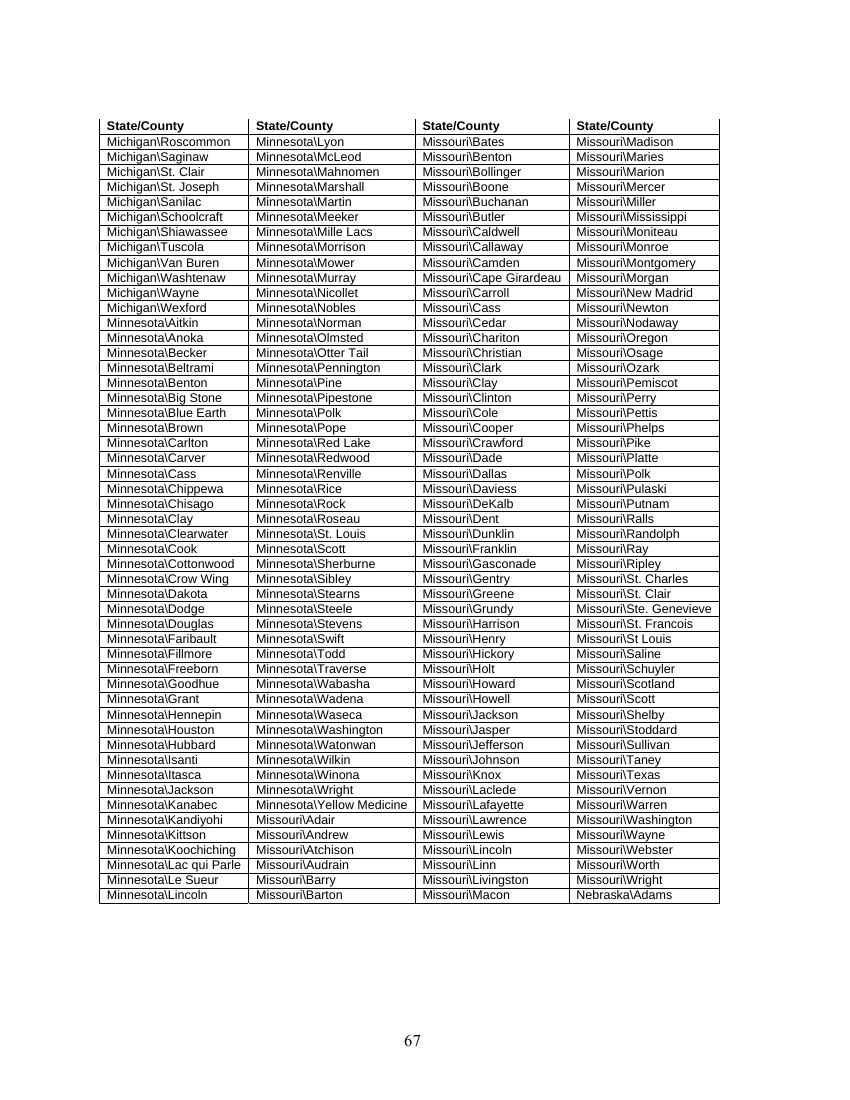 State/County State/County State/County State/County
Michigan\Roscommon Minnesota\Lyon Missouri\Bates Missouri\Madison
Michigan\Saginaw Minnesota\McLeod Missouri\Benton Missouri\Maries
Michigan\St. Clair Minnesota\Mahnomen Missouri\Bollinger Missouri\Marion
Michigan\St. Joseph Minnesota\Marshall Missouri\Boone Missouri\Mercer
Michigan\Sanilac Minnesota\Martin Missouri\Buchanan Missouri\Miller
Michigan\Schoolcraft Minnesota\Meeker Missouri\Butler Missouri\Mississippi
Michigan\Shiawassee Minnesota\Mille Lacs Missouri\Caldwell Missouri\Moniteau
Michigan\Tuscola Minnesota\Morrison Missouri\Callaway Missouri\Monroe
Michigan\Van Buren Minnesota\Mower Missouri\Camden Missouri\Montgomery
Michigan\Washtenaw Minnesota\Murray Missouri\Cape Girardeau Missouri\Morgan
Michigan\Wayne Minnesota\Nicollet Missouri\Carroll Missouri\New Madrid
Michigan\Wexford Minnesota\Nobles Missouri\Cass Missouri\Newton
Minnesota\Aitkin Minnesota\Norman Missouri\Cedar Missouri\Nodaway
Minnesota\Anoka Minnesota\Olmsted Missouri\Chariton Missouri\Oregon
Minnesota\Becker Minnesota\Otter Tail Missouri\Christian Missouri\Osage
Minnesota\Beltrami Minnesota\Pennington Missouri\Clark Missouri\Ozark
Minnesota\Benton Minnesota\Pine Missouri\Clay Missouri\Pemiscot
Minnesota\Big Stone Minnesota\Pipestone Missouri\Clinton Missouri\Perry
Minnesota\Blue Earth Minnesota\Polk Missouri\Cole Missouri\Pettis
Minnesota\Brown Minnesota\Pope Missouri\Cooper Missouri\Phelps
Minnesota\Carlton Minnesota\Red Lake Missouri\Crawford Missouri\Pike
Minnesota\Carver Minnesota\Redwood Missouri\Dade Missouri\Platte
Minnesota\Cass Minnesota\Renville Missouri\Dallas Missouri\Polk
Minnesota\Chippewa Minnesota\Rice Missouri\Daviess Missouri\Pulaski
Minnesota\Chisago Minnesota\Rock Missouri\DeKalb Missouri\Putnam
Minnesota\Clay Minnesota\Roseau Missouri\Dent Missouri\Ralls
Minnesota\Clearwater Minnesota\St. Louis Missouri\Dunklin Missouri\Randolph
Minnesota\Cook Minnesota\Scott Missouri\Franklin Missouri\Ray
Minnesota\Cottonwood Minnesota\Sherburne Missouri\Gasconade Missouri\Ripley
Minnesota\Crow Wing Minnesota\Sibley Missouri\Gentry Missouri\St. Charles
Minnesota\Dakota Minnesota\Stearns Missouri\Greene Missouri\St. Clair
Minnesota\Dodge Minnesota\Steele Missouri\Grundy Missouri\Ste. Genevieve
Minnesota\Douglas Minnesota\Stevens Missouri\Harrison Missouri\St. Francois
Minnesota\Faribault Minnesota\Swift Missouri\Henry Missouri\St Louis
Minnesota\Fillmore Minnesota\Todd Missouri\Hickory Missouri\Saline
Minnesota\Freeborn Minnesota\Traverse Missouri\Holt Missouri\Schuyler
Minnesota\Goodhue Minnesota\Wabasha Missouri\Howard Missouri\Scotland
Minnesota\Grant Minnesota\Wadena Missouri\Howell Missouri\Scott
Minnesota\Hennepin Minnesota\Waseca Missouri\Jackson Missouri\Shelby
Minnesota\Houston Minnesota\Washington Missouri\Jasper Missouri\Stoddard
Minnesota\Hubbard Minnesota\Watonwan Missouri\Jefferson Missouri\Sullivan
Minnesota\Isanti Minnesota\Wilkin Missouri\Johnson Missouri\Taney
Minnesota\Itasca Minnesota\Winona Missouri\Knox Missouri\Texas
Minnesota\Jackson Minnesota\Wright Missouri\Laclede Missouri\Vernon
Minnesota\Kanabec Minnesota\Yellow Medicine Missouri\Lafayette Missouri\Warren
Minnesota\Kandiyohi Missouri\Adair Missouri\Lawrence Missouri\Washington
Minnesota\Kittson Missouri\Andrew Missouri\Lewis Missouri\Wayne
Minnesota\Koochiching Missouri\Atchison Missouri\Lincoln Missouri\Webster
Minnesota\Lac qui Parle Missouri\Audrain Missouri\Linn Missouri\Worth
Minnesota\Le Sueur Missouri\Barry Missouri\Livingston Missouri\Wright
Minnesota\Lincoln Missouri\Barton Missouri\Macon Nebraska\Adams
67